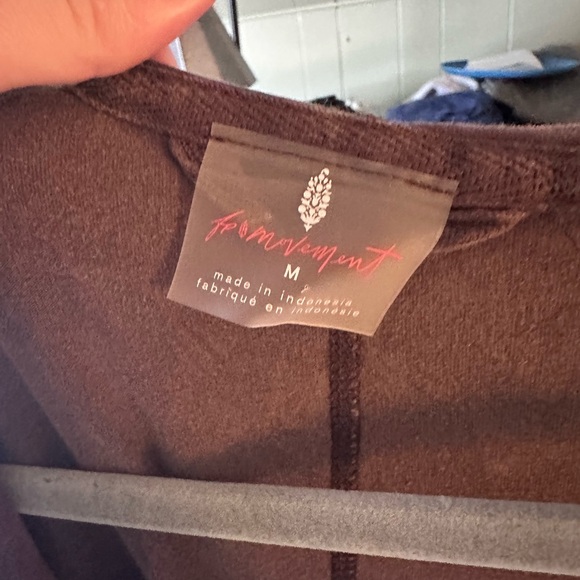 fp movement
M
made in indonesia
fabriqué en indonésie